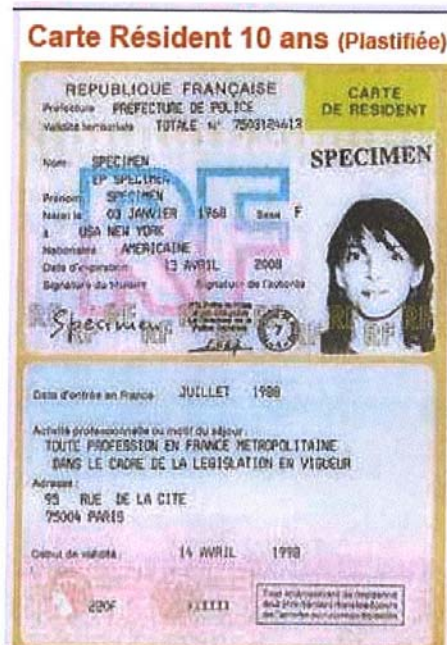 Carte Résident 10 ans (Plastifiée)
REPUBLIQUE FRANÇAISE
CARTE DE RESIDENT
Préfecture PREFECTURE DE POLICE
Validité territoriale TOTALE N° 7503124613
SPECIMEN
Nom: SPECIMEN
EP SPECIMEN
Prénom: SPECIMEN
Né(e) le 03 JANVIER 1968 Sexe F
à USA NEW YORK
Nationalité AMERICAINE
Date d'expiration 13 AVRIL 2008
Signature du titulaire Signature de l'autorité
Specimen
RF
Date d'entrée en France JUILLET 1988
Activité professionnelle ou motif du séjour:
TOUTE PROFESSION EN FRANCE METROPOLITAINE
DANS LE CADRE DE LA LEGISLATION EN VIGUEUR
Adresse:
95 RUE DE LA CITE
75004 PARIS
Début de validité: 14 AVRIL 1998
220F